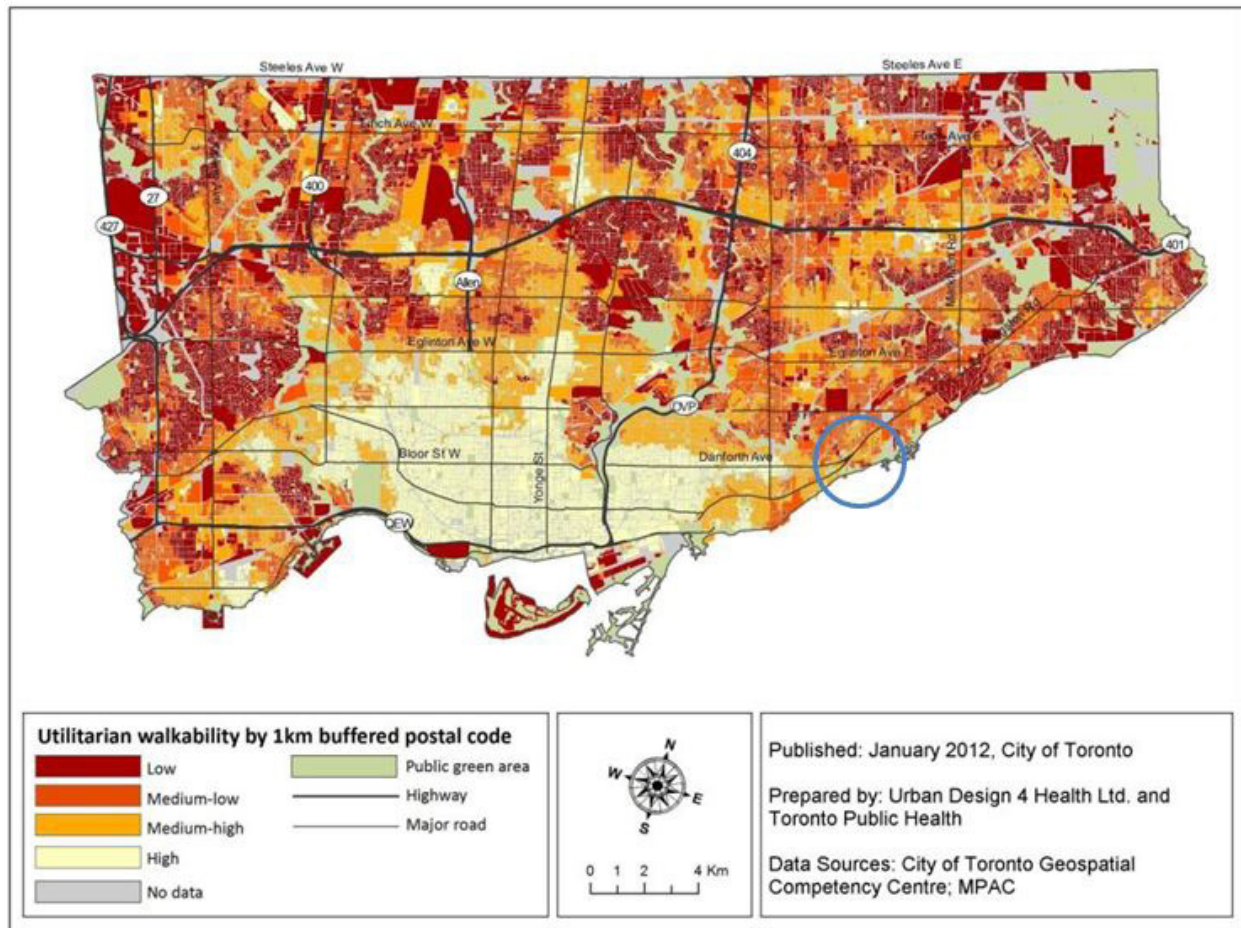 Steeles Ave W
Steeles Ave E
Finch Ave W
Finch Ave E
404
400
27
427
401
Allen
Eglinton Ave W
Eglinton Ave E
DVP
Bloor St W
Yonge St
Danforth Ave
QEW
Utilitarian walkability by 1km buffered postal code
Low
Medium-low
Medium-high
High
No data
Public green area
Highway
Major road
N
W
E
S
0 1 2 4 Km
Published: January 2012, City of Toronto
Prepared by: Urban Design 4 Health Ltd. and
Toronto Public Health
Data Sources: City of Toronto Geospatial
Competency Centre; MPAC